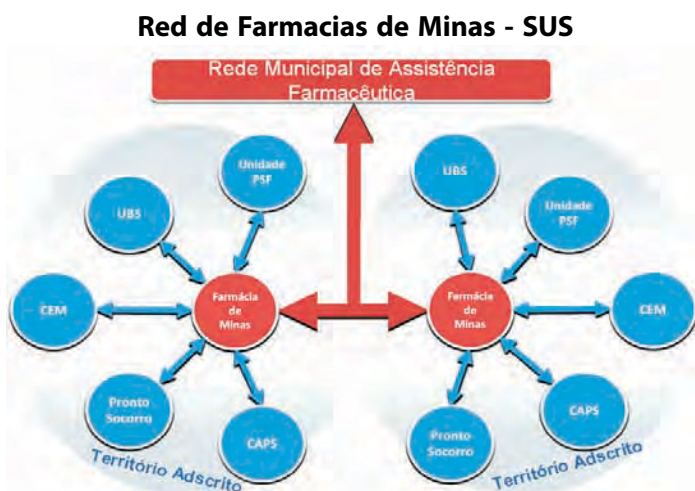 Red de Farmacias de Minas - SUS
Rede Municipal de Assistência
Farmacêutica
Unidade
PSF
UBS
CEM
Farmácia
de
Minas
Pronto
Socorro
CAPS
Território Adscrito
UBS
Unidade
PSF
Farmácia
de
Minas
CEM
CAPS
Pronto
Socorro
Território Adscrito